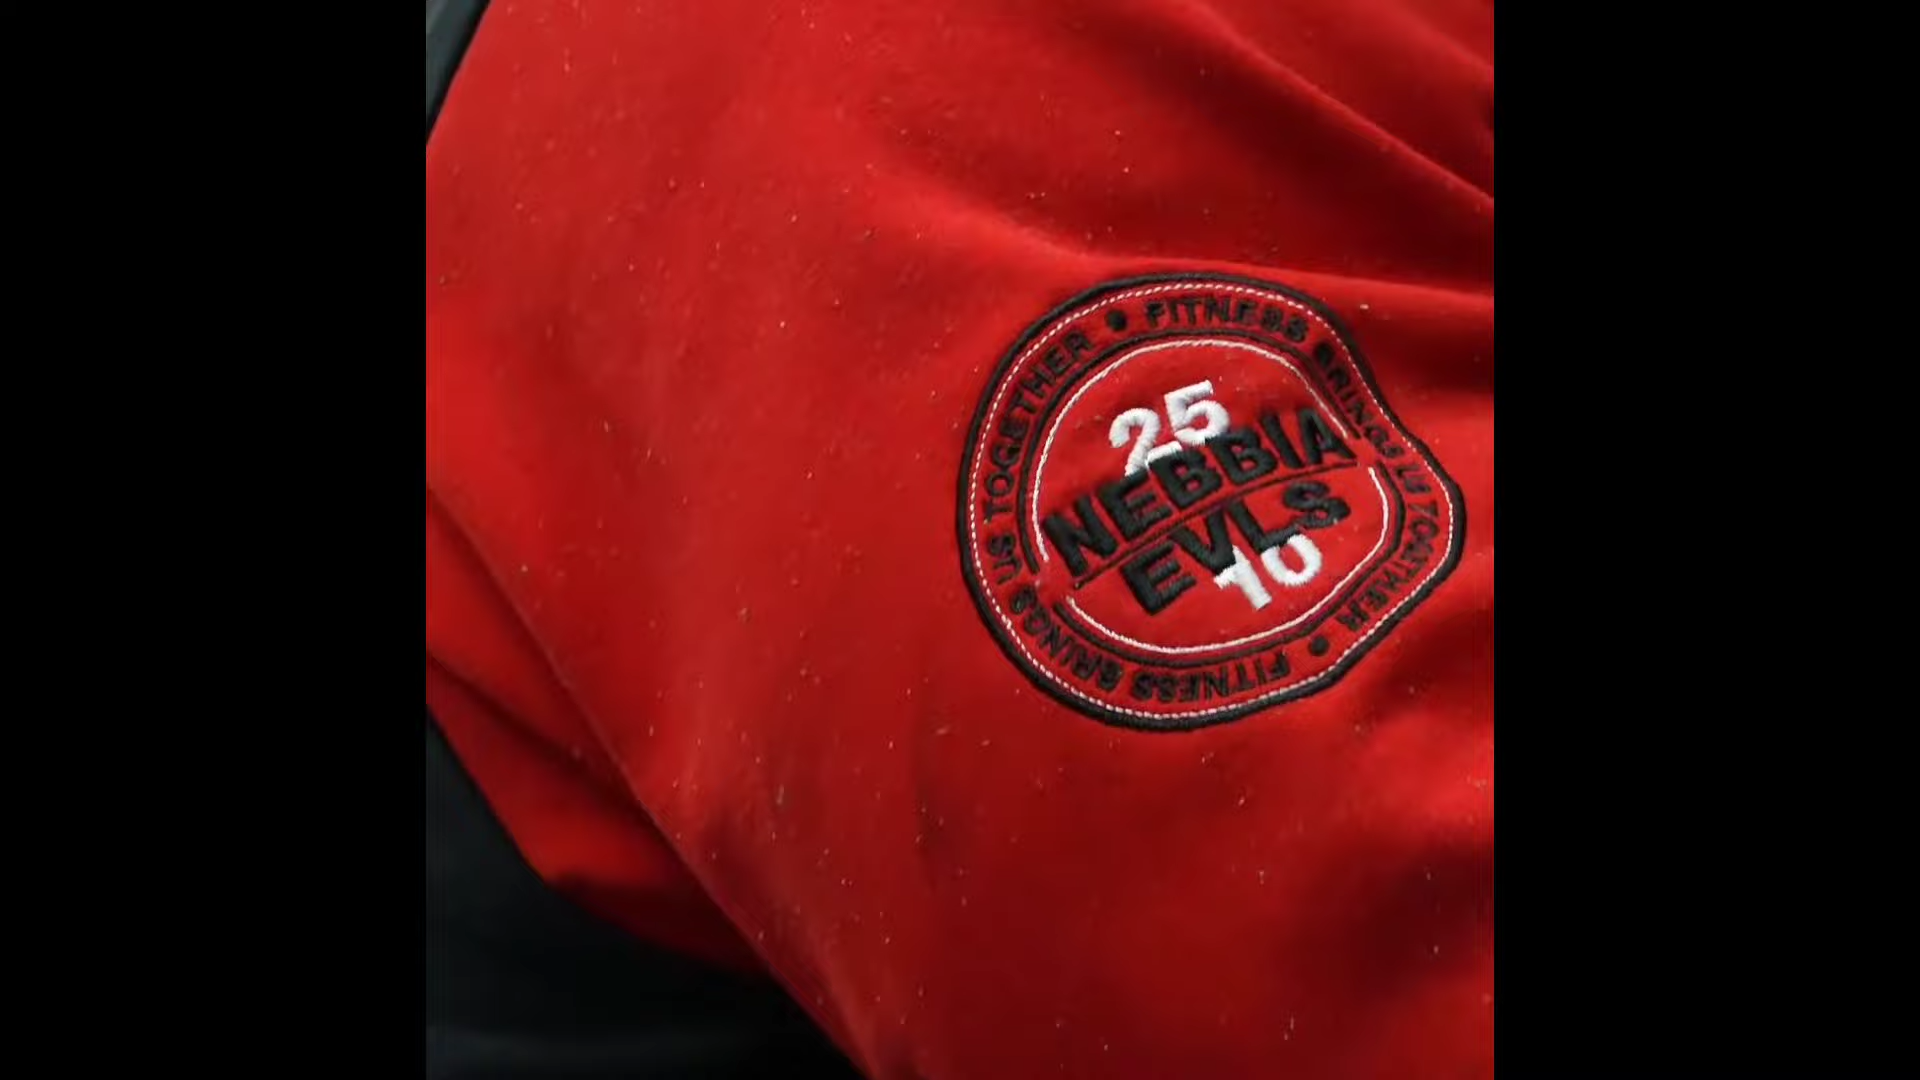 FITNESS BRINGS US TOGETHER
25
NEBBIA
EVLS
10
FITNESS BRINGS US TOGETHER